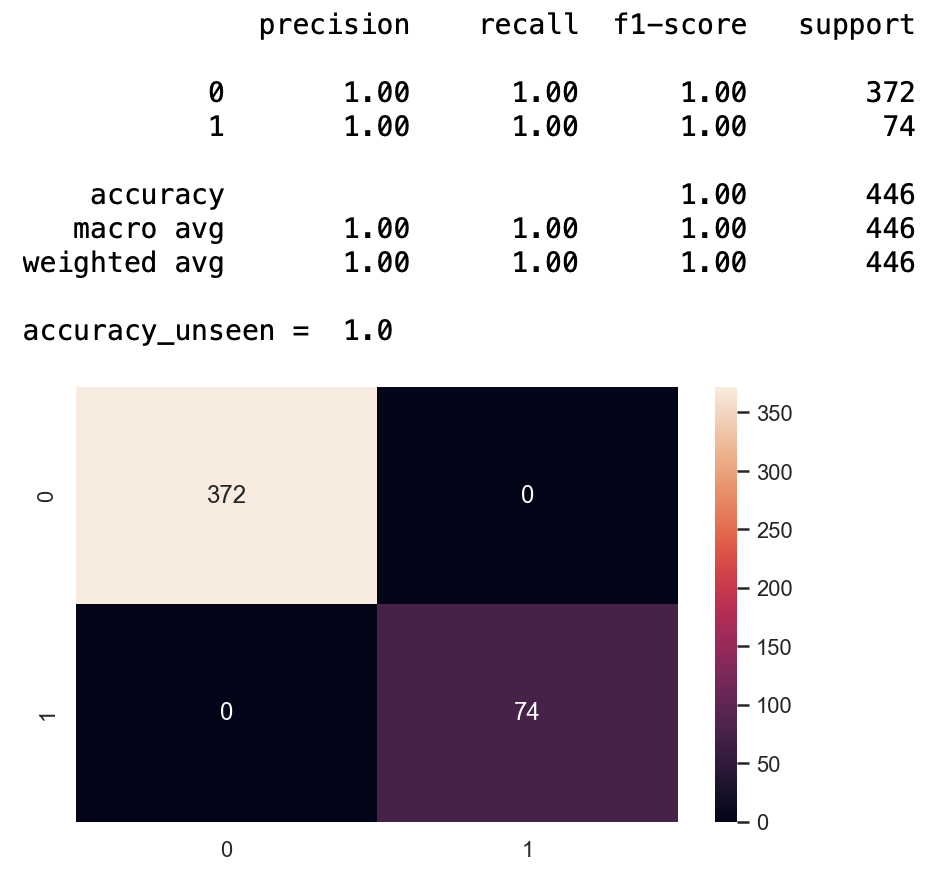 precision recall f1-score support
0 1.00 1.00 1.00 372
1 1.00 1.00 1.00 74
accuracy 1.00 446
macro avg 1.00 1.00 1.00 446
weighted avg 1.00 1.00 1.00 446
accuracy_unseen = 1.0
350
300
250
200
150
100
50
0
0
372 0
1
0 74
0 1